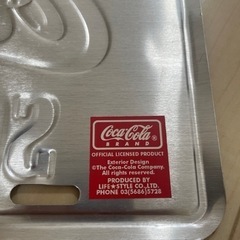 Coca-Cola
BRAND
OFFICIAL LICENSED PRODUCT
Exterior Design
©The Coca-Cola Company.
All rights reserved.
PRODUCED BY
LIFE★STYLE CO.,LTD.
PHONE 03(5686)5728